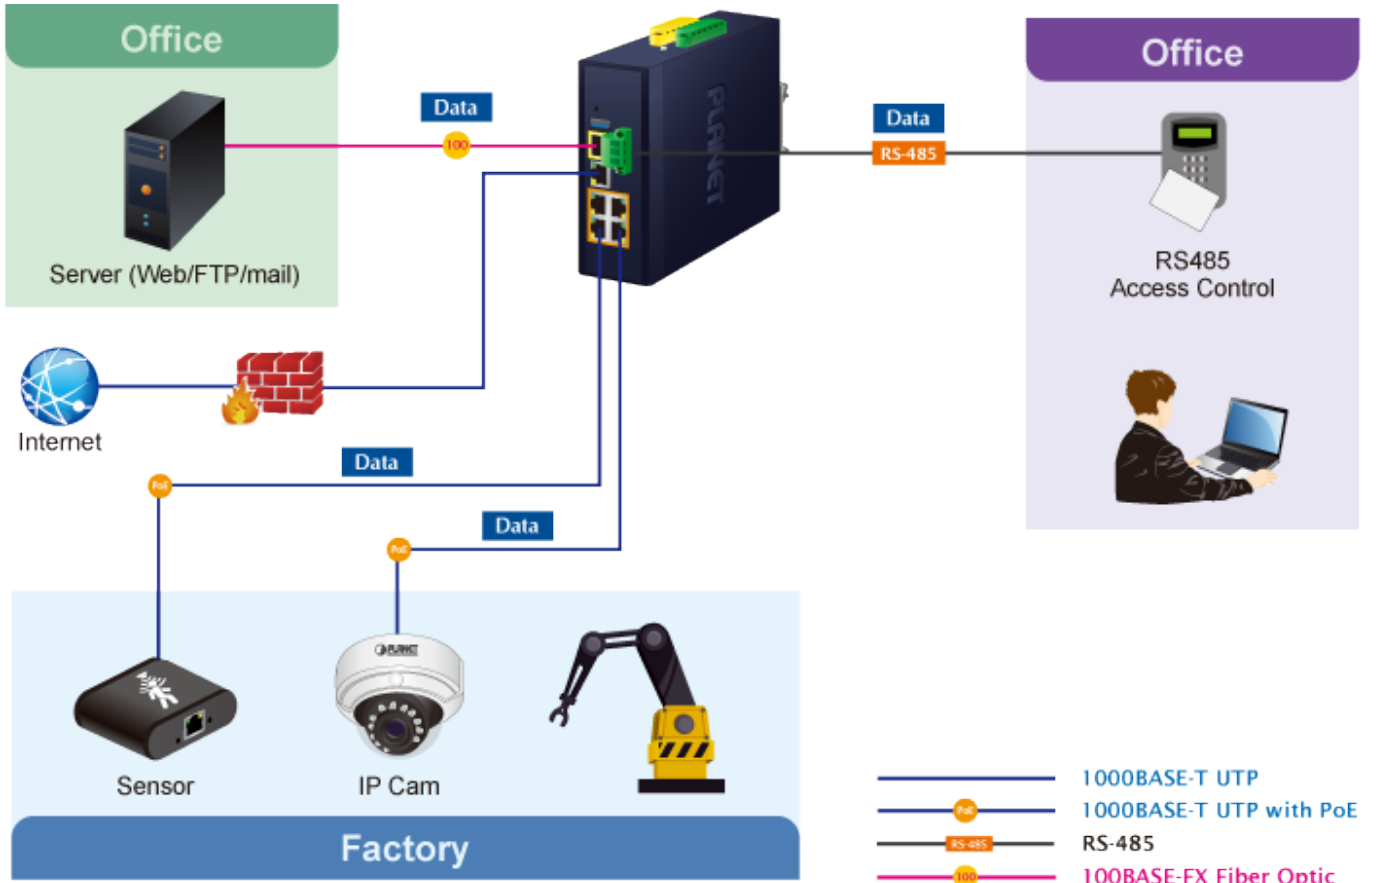 Office
Office
Data
100
Data
RS-485
PLANET
Server (Web/FTP/mail)
RS485
Access Control
Internet
Data
PoE
Data
PoE
PLANET
Sensor
IP Cam
Factory
1000BASE-T UTP
PoE
1000BASE-T UTP with PoE
RS-485
RS-485
100
100BASE-FX Fiber Optic